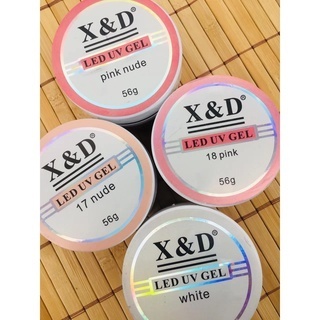 X&D®
LED UV GEL
pink nude
56g
X&D®
LED UV GEL
18 pink
56g
X&D®
LED UV GEL
17 nude
56g
X&D®
LED UV GEL
white